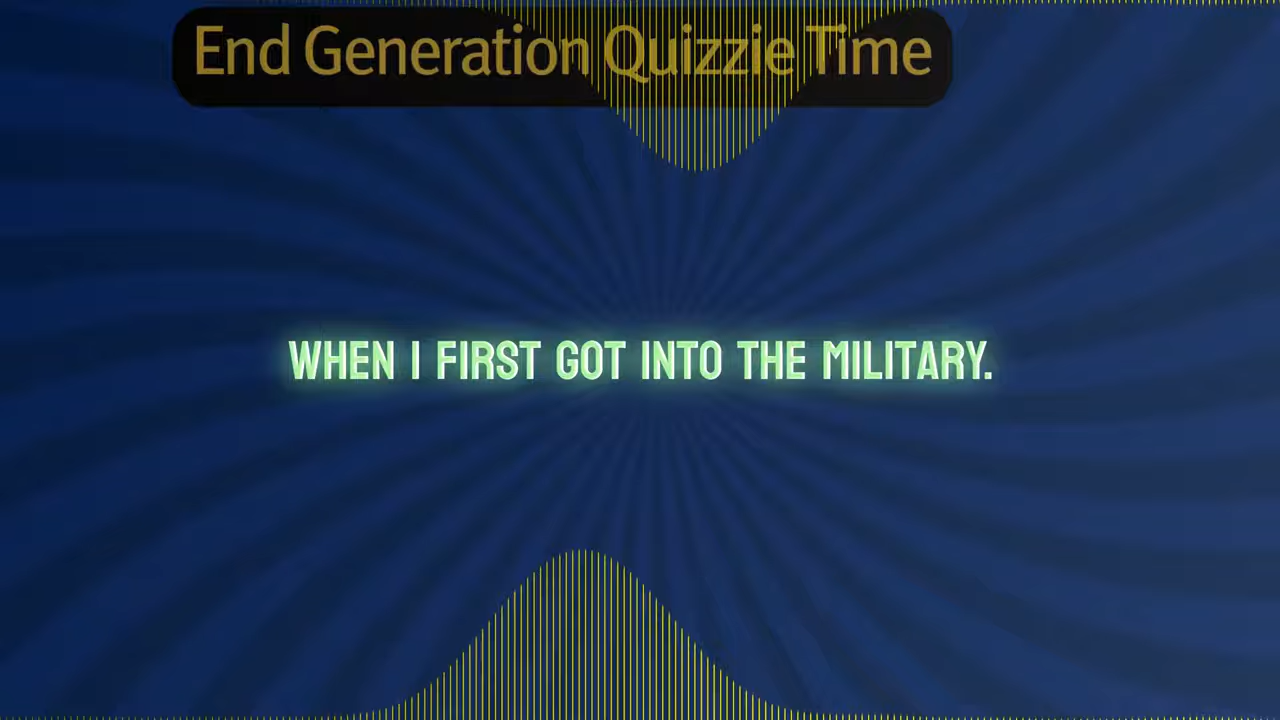 End Generation Quizzie Time
WHEN I FIRST GOT INTO THE MILITARY.